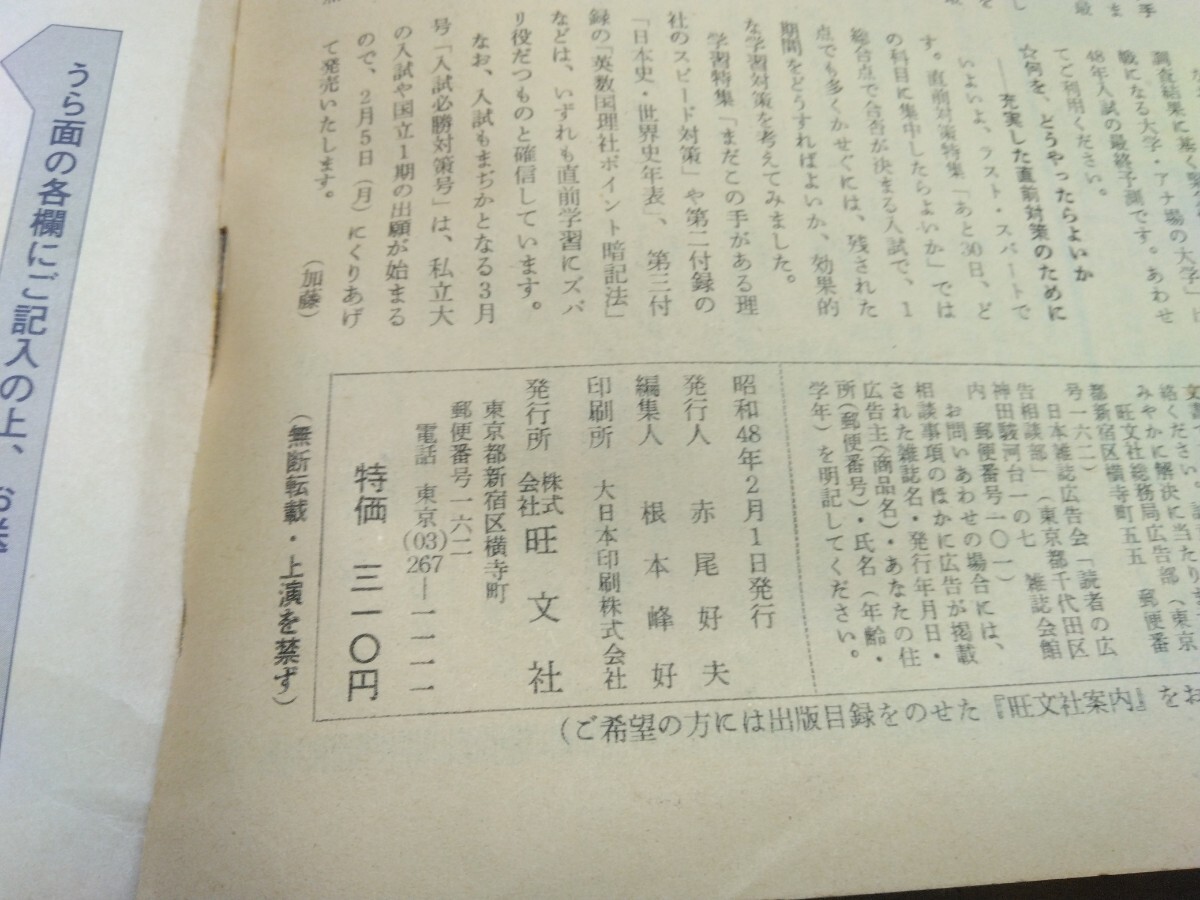 調査結果に基く
戦になる大学・アナ場の大学」
48年入試の最終予測です。あわせ
てご利用ください。
☆何を、どうやったらよいか
――充実した直前対策のために
いよいよ、ラスト・スパートで
す。直前対策特集「あと30日、ど
の科目に集中したらよいか」では
総合点で合否が決まる入試で、1
点でも多くかせぐには、残された
期間をどうすればよいか、効果的
な学習対策を考えてみました。
学習特集「まだこの手がある理
社のスピード対策」や第二付録の
「日本史・世界史年表」、第三付
録の「英数国理社ポイント暗記法」
などは、いずれも直前学習にズバ
リ役だつものと確信しています。
なお、入試もまぢかとなる3月
号「入試必勝対策号」は、私立大
の入試や国立1期の出願が始まる
ので、2月5日(月)にくりあげ
て発売いたします。
(加藤)
絡ください。
みやかに解決に当たり
旺文社総務局広告部(東京
都新宿区横寺町五五 郵便番
号一六二)
日本雑誌広告会「読者の広
告相談部」(東京都千代田区
神田駿河台一の七 雑誌会館
内 郵便番号一〇一)
お問いあわせの場合には、
相談事項のほかに広告が掲載
された雑誌名・発行年月日・
広告主(商品名)・あなたの住
所(郵便番号)・氏名(年齢・
学年)を明記してください。
昭和48年2月1日発行
発行人 赤尾好夫
編集人 根本峰好
印刷所 大日本印刷株式会社
発行所 株式会社 旺文社
東京都新宿区横寺町
郵便番号一六二
電話 東京(03)267―一一一一
特価 三一〇円
(無断転載・上演を禁ず)
(ご希望の方には出版目録をのせた『旺文社案内』をお
うら面の各欄にご記入の上、お送